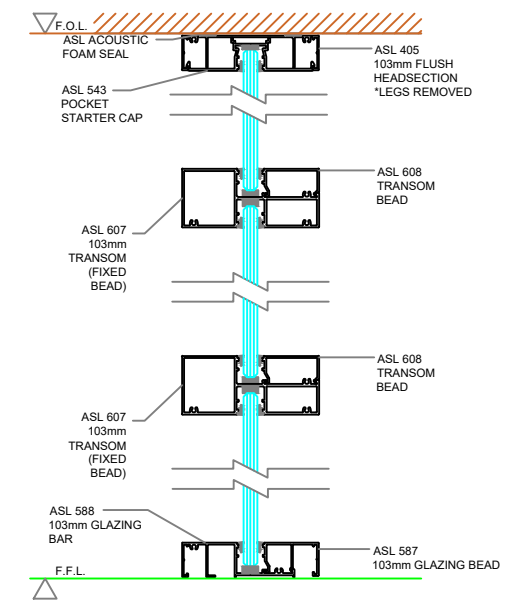 F.O.L.
ASL ACOUSTIC
FOAM SEAL
ASL 405
103mm FLUSH
HEADSECTION
*LEGS REMOVED
ASL 543
POCKET
STARTER CAP
ASL 608
TRANSOM
BEAD
ASL 607
103mm
TRANSOM
(FIXED
BEAD)
ASL 608
TRANSOM
BEAD
ASL 607
103mm
TRANSOM
(FIXED
BEAD)
ASL 588
103mm GLAZING
BAR
ASL 587
103mm GLAZING BEAD
F.F.L.